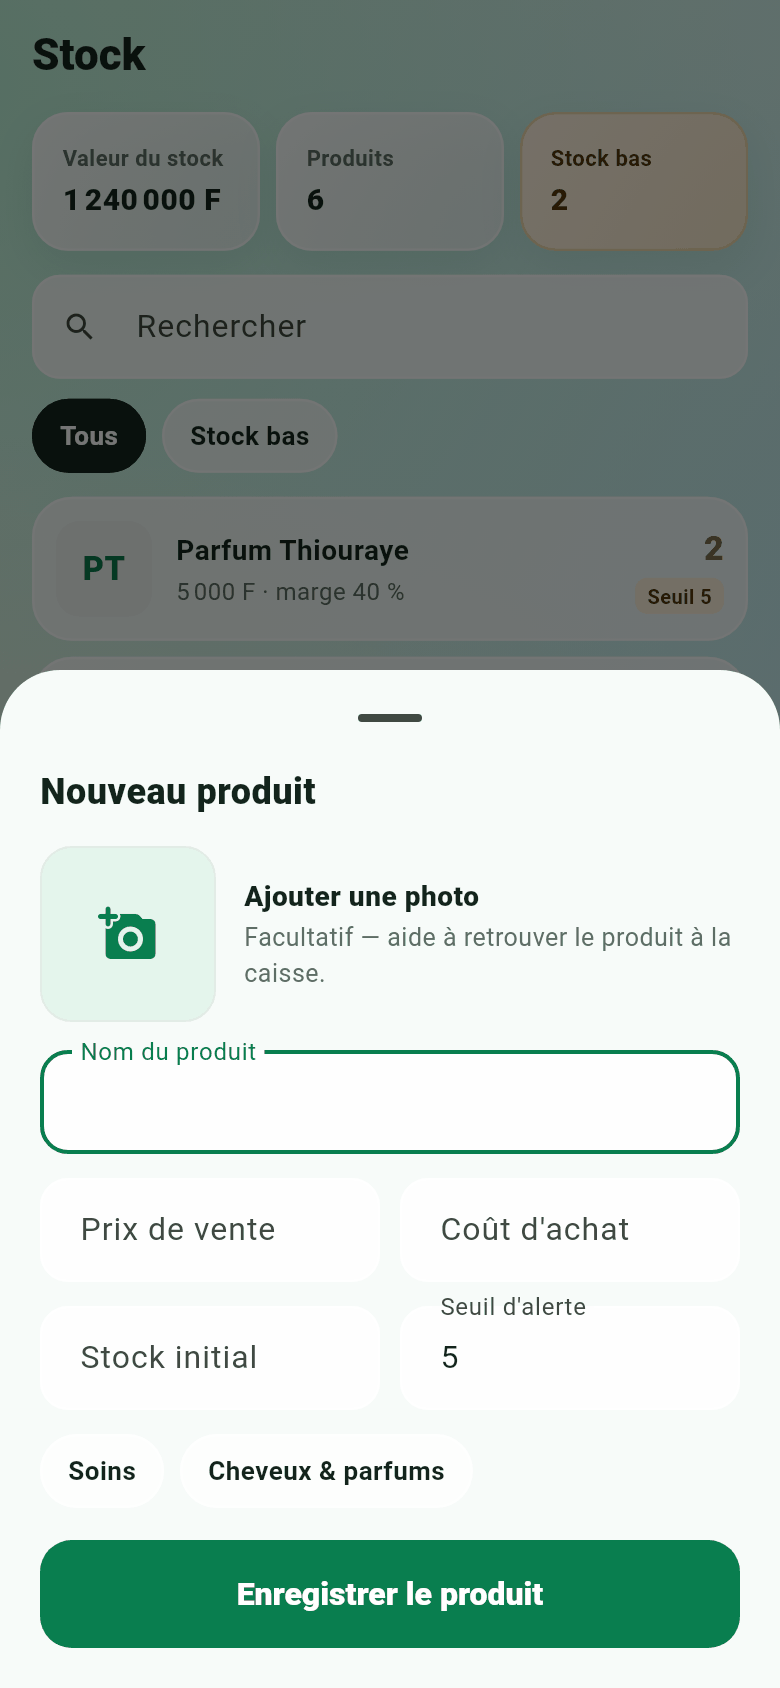 Stock
Valeur du stock
1 240 000 F
Produits
6
Stock bas
2
Rechercher
Tous
Stock bas
PT
Parfum Thiouraye
5 000 F · marge 40 %
2
Seuil 5
Nouveau produit
Ajouter une photo
Facultatif — aide à retrouver le produit à la
caisse.
Nom du produit
Prix de vente
Coût d'achat
Stock initial
Seuil d'alerte
5
Soins
Cheveux & parfums
Enregistrer le produit